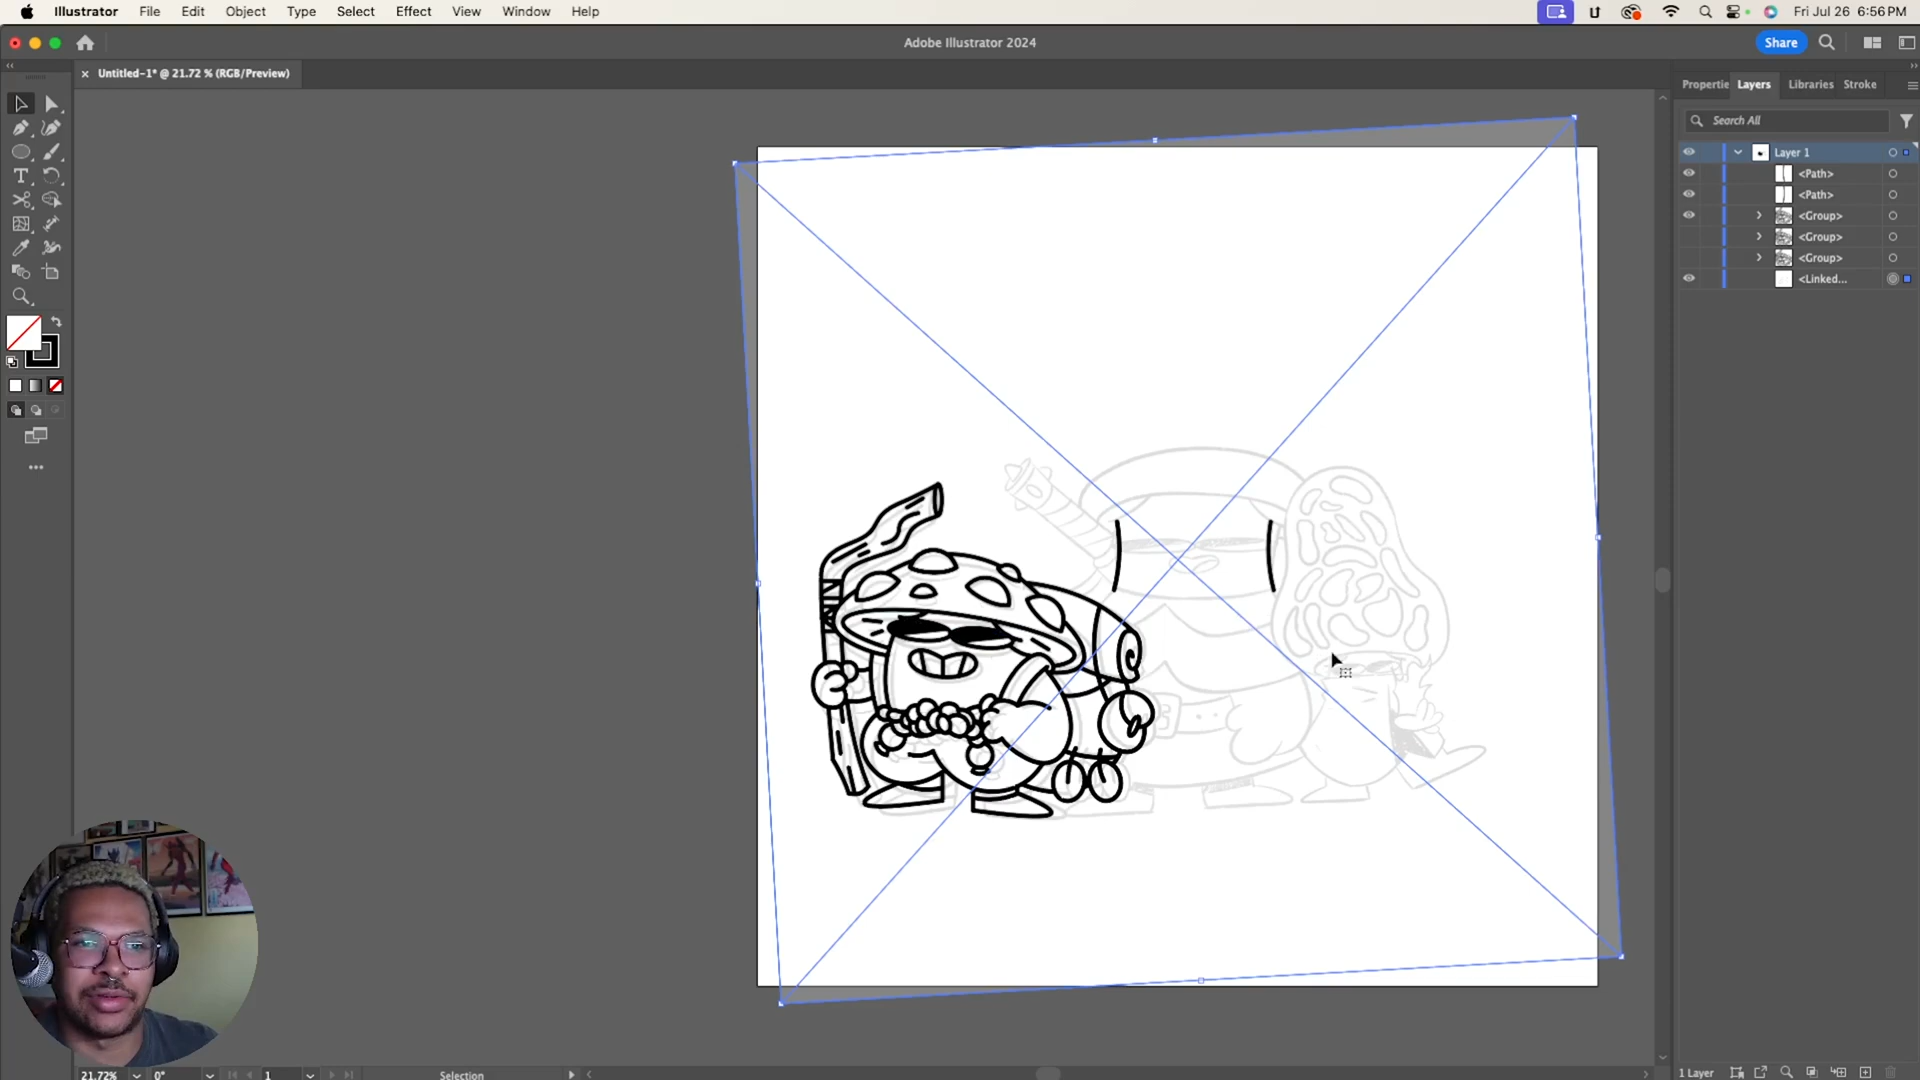 Illustrator File Edit Object Type Select Effect View Window Help
Fri Jul 26 6:56 PM
Adobe Illustrator 2024
Share
Untitled-1* @ 21.72 % (RGB/Preview)
Propertie Layers Libraries Stroke
Search All
Layer 1
<Path>
<Path>
<Group>
<Group>
<Group>
<Linked...
21.72%
0°
1
Selection
1 Layer